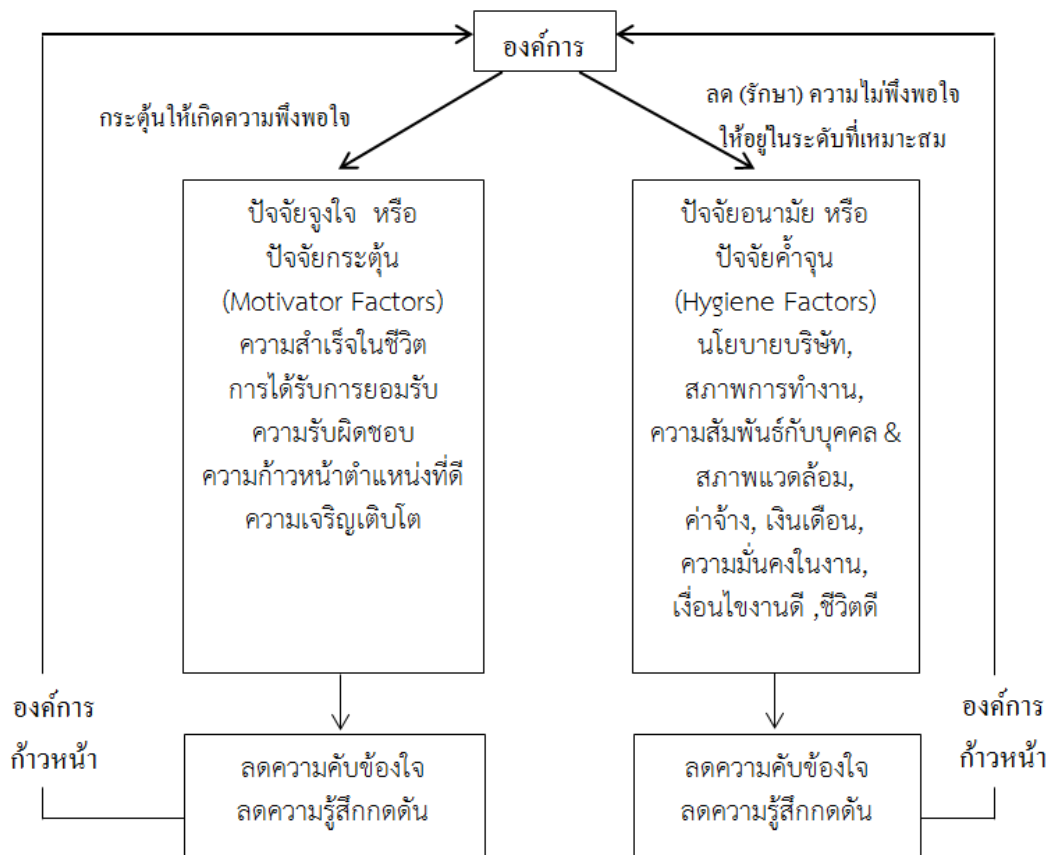 องค์การ
กระตุ้นให้เกิดความพึงพอใจ
ลด (รักษา) ความไม่พึงพอใจ
ให้อยู่ในระดับที่เหมาะสม
ปัจจัยจูงใจ หรือ
ปัจจัยกระตุ้น
(Motivator Factors)
ความสำเร็จในชีวิต
การได้รับการยอมรับ
ความรับผิดชอบ
ความก้าวหน้าตำแหน่งที่ดี
ความเจริญเติบโต
ปัจจัยอนามัย หรือ
ปัจจัยค้ำจุน
(Hygiene Factors)
นโยบายบริษัท,
สภาพการทำงาน,
ความสัมพันธ์กับบุคคล &
สภาพแวดล้อม,
ค่าจ้าง, เงินเดือน,
ความมั่นคงในงาน,
เงื่อนไขงานดี ,ชีวิตดี
องค์การ
ก้าวหน้า
ลดความคับข้องใจ
ลดความรู้สึกกดดัน
ลดความคับข้องใจ
ลดความรู้สึกกดดัน
องค์การ
ก้าวหน้า